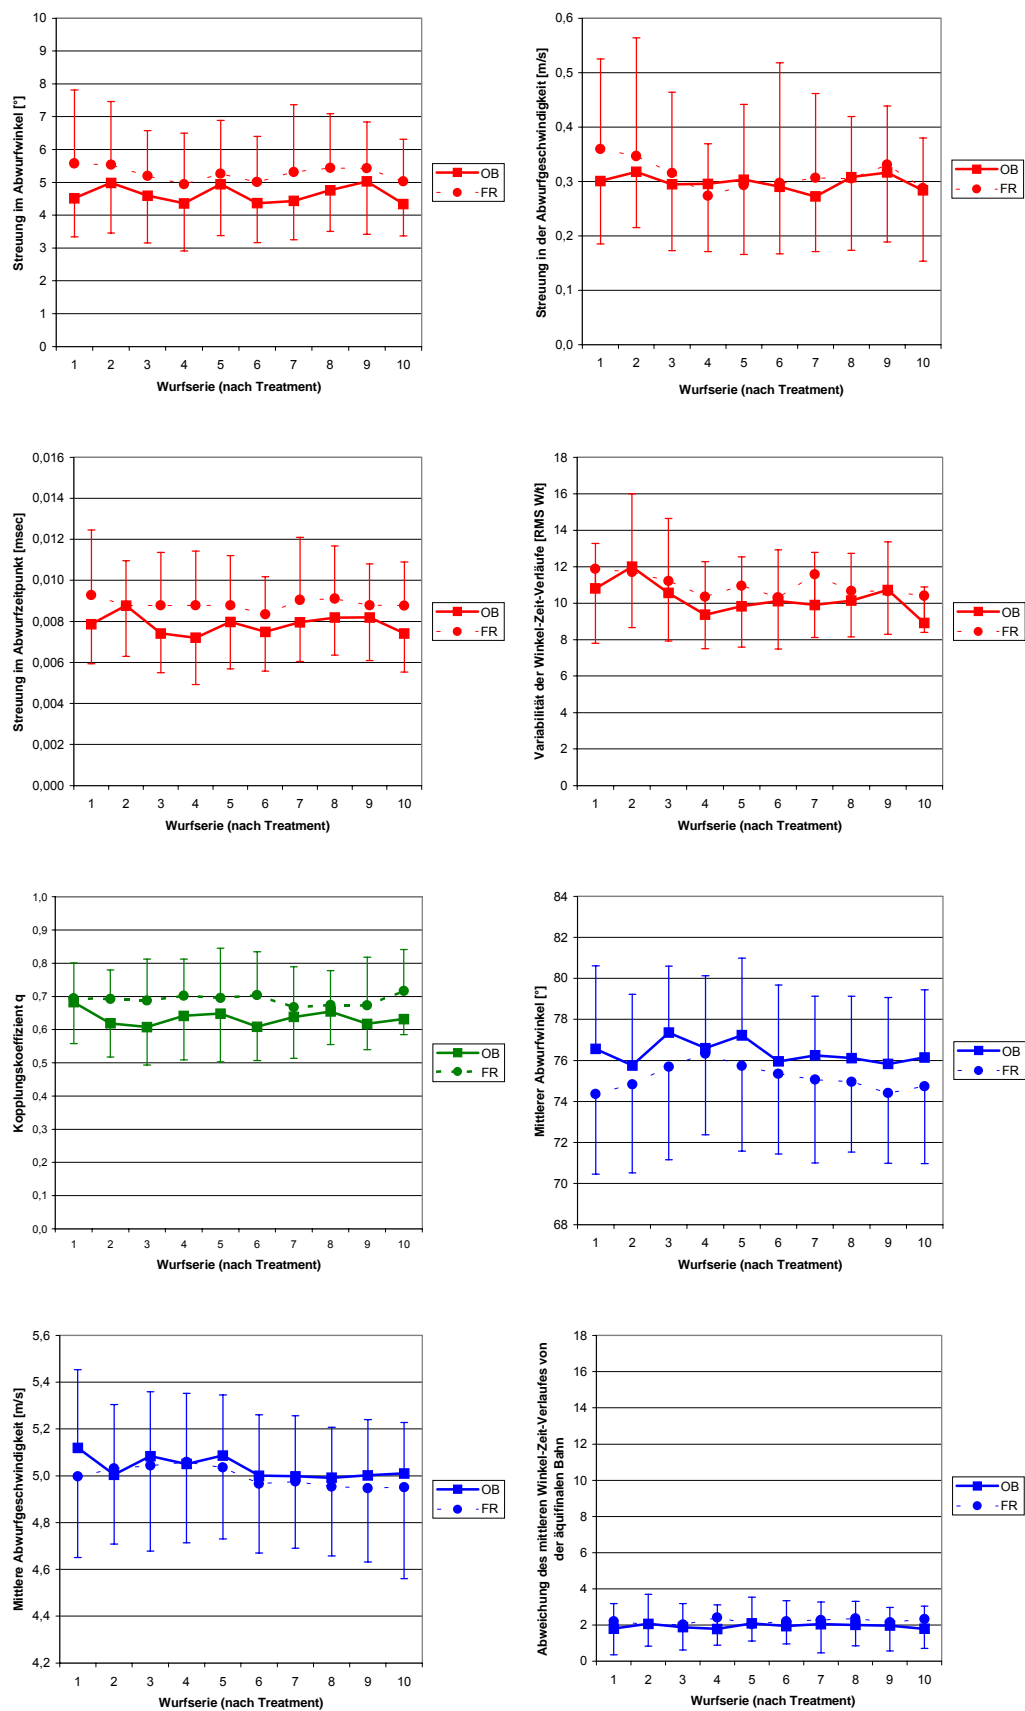 10
9
8
7
6
5
4
3
2
1
0
Streuung im Abwurfwinkel [°]
1 2 3 4 5 6 7 8 9 10
Wurfserie (nach Treatment)
OB
FR
0,6
0,5
0,4
0,3
0,2
0,1
0,0
Streuung in der Abwurfgeschwindigkeit [m/s]
1 2 3 4 5 6 7 8 9 10
Wurfserie (nach Treatment)
OB
FR
0,016
0,014
0,012
0,010
0,008
0,006
0,004
0,002
0,000
Streuung im Abwurfzeitpunkt [msec]
1 2 3 4 5 6 7 8 9 10
Wurfserie (nach Treatment)
OB
FR
18
16
14
12
10
8
6
4
2
0
Variabilität der Winkel-Zeit-Verläufe [RMS W/t]
1 2 3 4 5 6 7 8 9 10
Wurfserie (nach Treatment)
OB
FR
1,0
0,9
0,8
0,7
0,6
0,5
0,4
0,3
0,2
0,1
0,0
Kopplungskoeffizient q
1 2 3 4 5 6 7 8 9 10
Wurfserie (nach Treatment)
OB
FR
84
82
80
78
76
74
72
70
68
Mittlerer Abwurfwinkel [°]
1 2 3 4 5 6 7 8 9 10
Wurfserie (nach Treatment)
OB
FR
5,6
5,4
5,2
5,0
4,8
4,6
4,4
4,2
Mittlere Abwurfgeschwindigkeit [m/s]
1 2 3 4 5 6 7 8 9 10
Wurfserie (nach Treatment)
OB
FR
18
16
14
12
10
8
6
4
2
0
Abweichung des mittleren Winkel-Zeit-Verlaufes von
der äquifinalen Bahn
1 2 3 4 5 6 7 8 9 10
Wurfserie (nach Treatment)
OB
FR